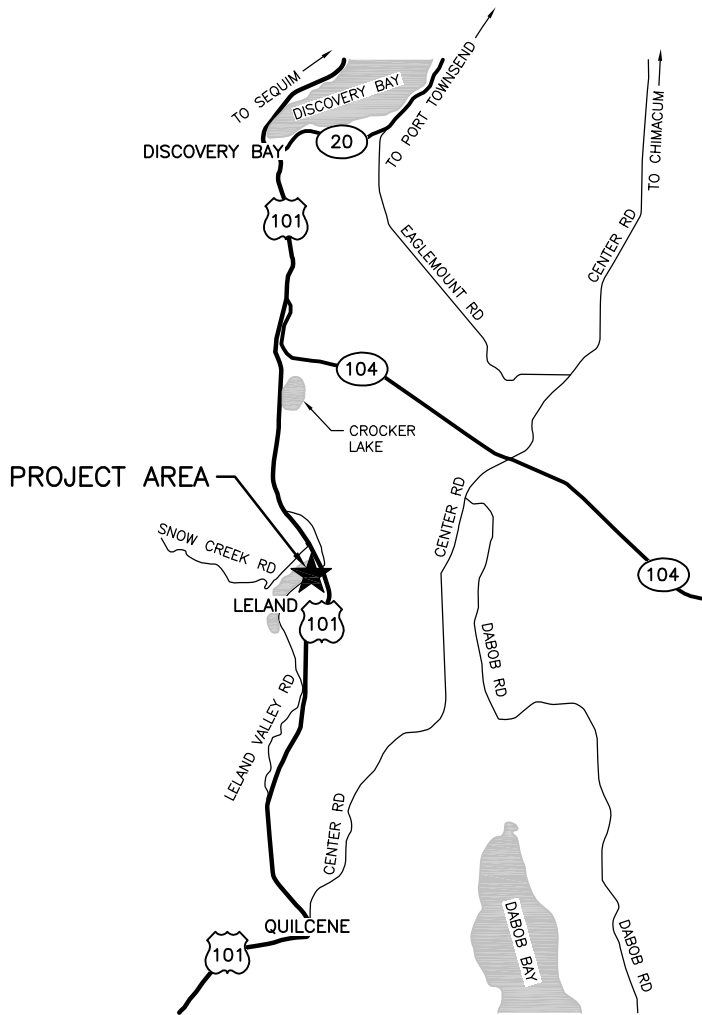 TO SEQUIM
DISCOVERY BAY
TO PORT TOWNSEND
TO CHIMACUM
DISCOVERY BAY
20
101
EAGLEMOUNT RD
CENTER RD
104
CROCKER
LAKE
PROJECT AREA
CENTER RD
SNOW CREEK RD
104
LELAND
101
DABOB RD
LELAND VALLEY RD
CENTER RD
QUILCENE
101
DABOB BAY
DABOB RD